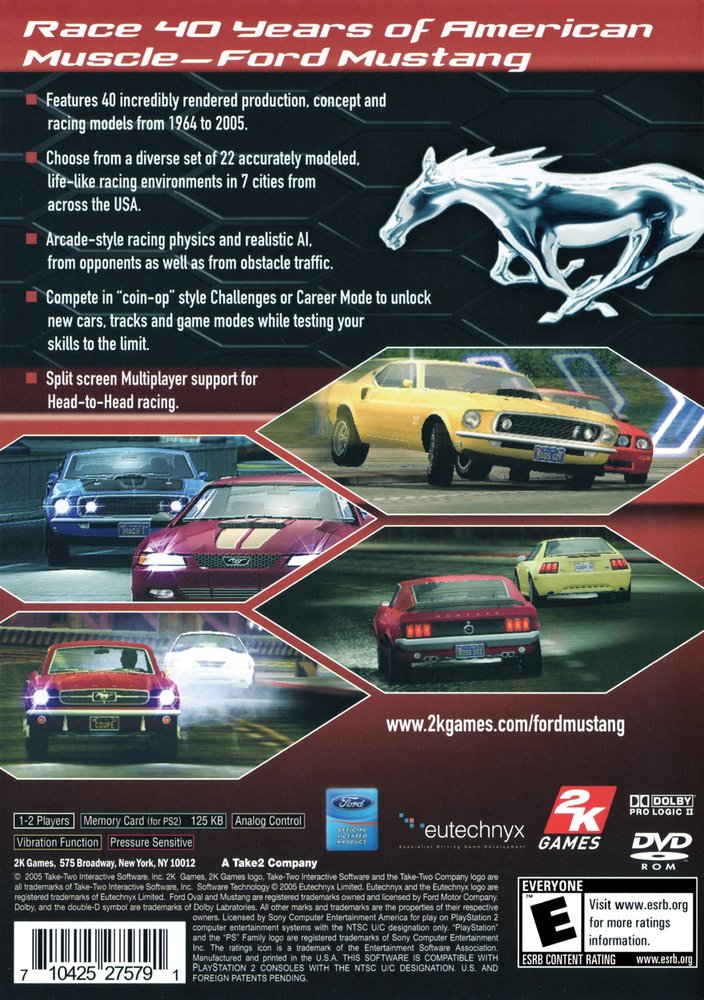 Race 40 Years of American
Muscle—Ford Mustang
Features 40 incredibly rendered production, concept and
racing models from 1964 to 2005.
Choose from a diverse set of 22 accurately modeled,
life-like racing environments in 7 cities from
across the USA.
Arcade-style racing physics and realistic AI,
from opponents as well as from obstacle traffic.
Compete in “coin-op” style Challenges or Career Mode to unlock
new cars, tracks and game modes while testing your
skills to the limit.
Split screen Multiplayer support for
Head-to-Head racing.
BOSS 429
MACH 1
COUPE
BOSS 302
www.2kgames.com/fordmustang
1-2 Players
Memory Card (for PS2) 125 KB
Analog Control
Vibration Function
Pressure Sensitive
Ford
OFFICIAL
LICENSED
PRODUCT
eutechnyx
Specialist Driving Game Development
2K
GAMES
DOLBY
PRO LOGIC II
DVD
ROM
2K Games, 575 Broadway, New York, NY 10012
A Take2 Company
© 2005 Take-Two Interactive Software, Inc. 2K Games, 2K Games logo, Take-Two Interactive Software and the Take-Two Company logo are
all trademarks of Take-Two Interactive Software, Inc. Software Technology © 2005 Eutechnyx Limited. Eutechnyx and the Eutechnyx logo are
registered trademarks of Eutechnyx Limited. Ford Oval and Mustang are registered trademarks owned and licensed by Ford Motor Company.
Dolby, and the double-D symbol are trademarks of Dolby Labratories. All other marks and trademarks are the properties of their respective
owners. Licensed by Sony Computer Entertainment America for play on PlayStation 2
computer entertainment systems with the NTSC U/C designation only. “PlayStation”
and the “PS” Family logo are registered trademarks of Sony Computer Entertainment
Inc. The ratings icon is a trademark of the Entertainment Software Association.
Manufactured and printed in the U.S.A. THIS SOFTWARE IS COMPATIBLE WITH
PLAYSTATION 2 CONSOLES WITH THE NTSC U/C DESIGNATION. U.S. AND
FOREIGN PATENTS PENDING.
EVERYONE
E
TM
ESRB CONTENT RATING
Visit www.esrb.org
for more ratings
information.
www.esrb.org
7 10425 27579 1